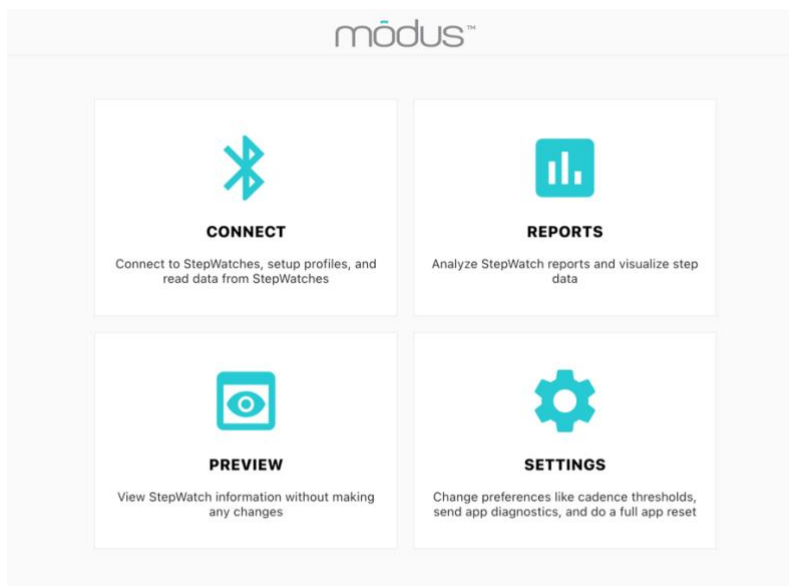 mōdus™
CONNECT
Connect to StepWatches, setup profiles, and
read data from StepWatches
REPORTS
Analyze StepWatch reports and visualize step
data
PREVIEW
View StepWatch information without making
any changes
SETTINGS
Change preferences like cadence thresholds,
send app diagnostics, and do a full app reset